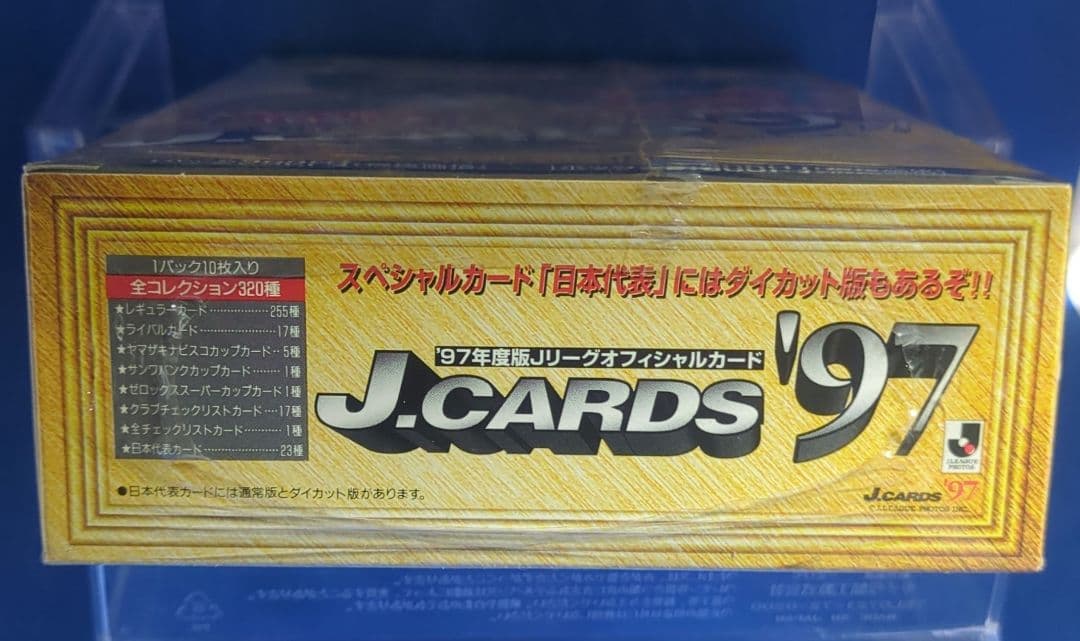 1パック10枚入り
全コレクション320種
★レギュラーカード………………255種
★ライバルカード………………17種
★ヤマザキナビスコカップカード‥5種
★サンワバンクカップカード………1種
★ゼロックススーパーカップカード1種
★クラブチェックリストカード‥‥17種
★全チェックリストカード…………1種
★日本代表カード………………23種
スペシャルカード「日本代表」にはダイカット版もあるぞ!!
'97年度版Jリーグオフィシャルカード
J.CARDS '97
●日本代表カードには通常版とダイカット版があります。
J.LEAGUE
PHOTOS
J.CARDS '97
©J.LEAGUE PHOTOS INC.